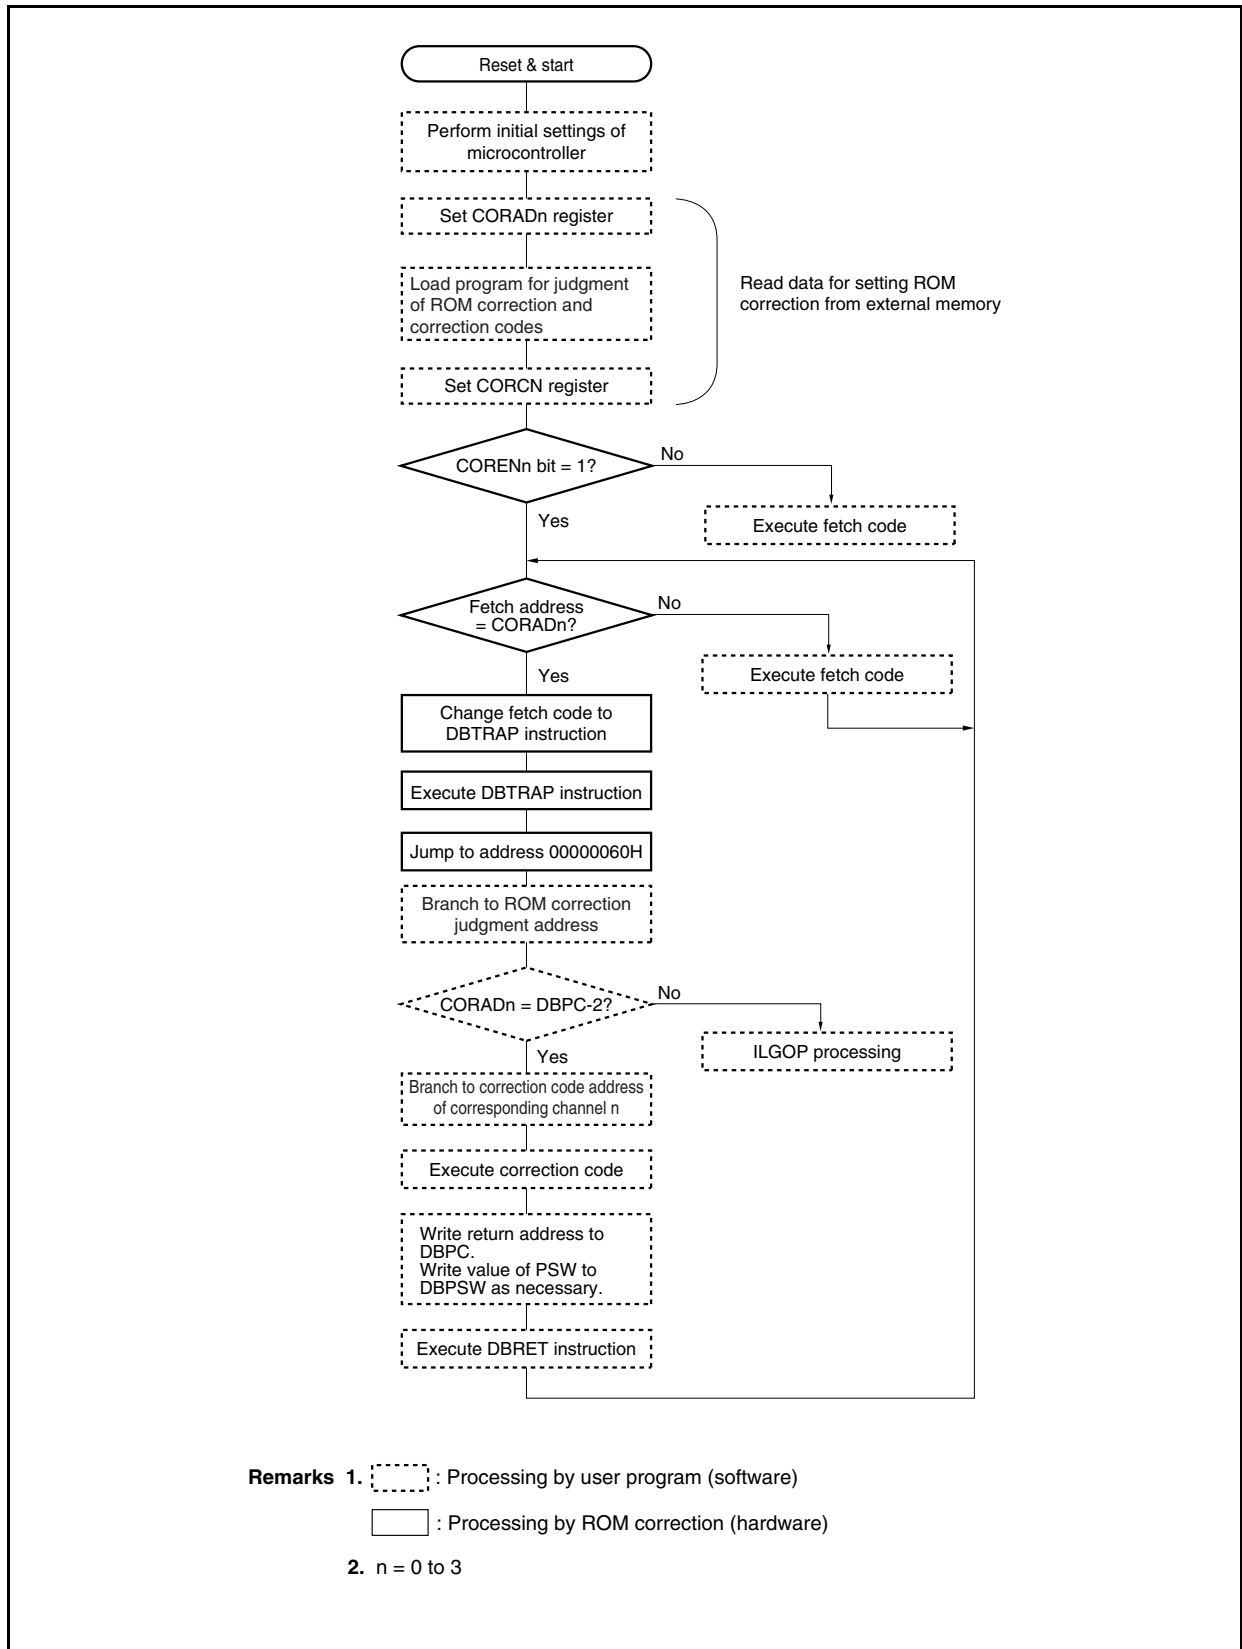 Reset & start
Perform initial settings of
microcontroller
Set CORADn register
Load program for judgment
of ROM correction and
correction codes
Read data for setting ROM
correction from external memory
Set CORCN register
CORENn bit = 1?
No
Execute fetch code
Yes
Fetch address
= CORADn?
No
Execute fetch code
Yes
Change fetch code to
DBTRAP instruction
Execute DBTRAP instruction
Jump to address 00000060H
Branch to ROM correction
judgment address
CORADn = DBPC-2?
No
ILGOP processing
Yes
Branch to correction code address
of corresponding channel n
Execute correction code
Write return address to
DBPC.
Write value of PSW to
DBPSW as necessary.
Execute DBRET instruction
Remarks 1. : Processing by user program (software)
: Processing by ROM correction (hardware)
2. n = 0 to 3